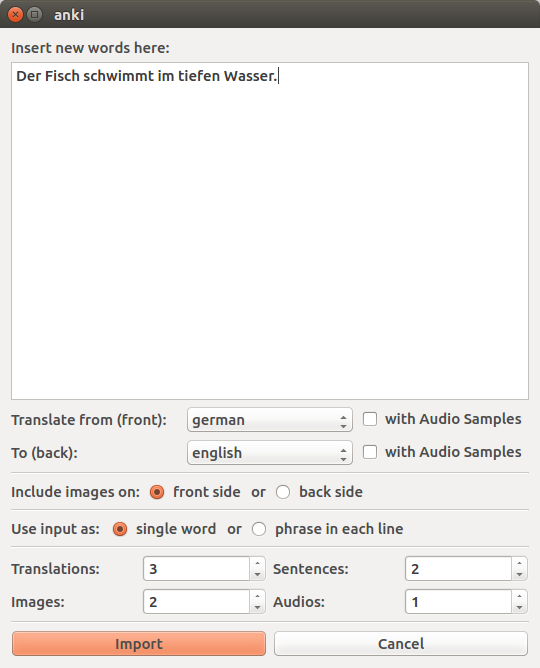 anki
Insert new words here:
Der Fisch schwimmt im tiefen Wasser.
Translate from (front): german with Audio Samples
To (back): english with Audio Samples
Include images on: front side or back side
Use input as: single word or phrase in each line
Translations: 3 Sentences: 2
Images: 2 Audios: 1
Import Cancel